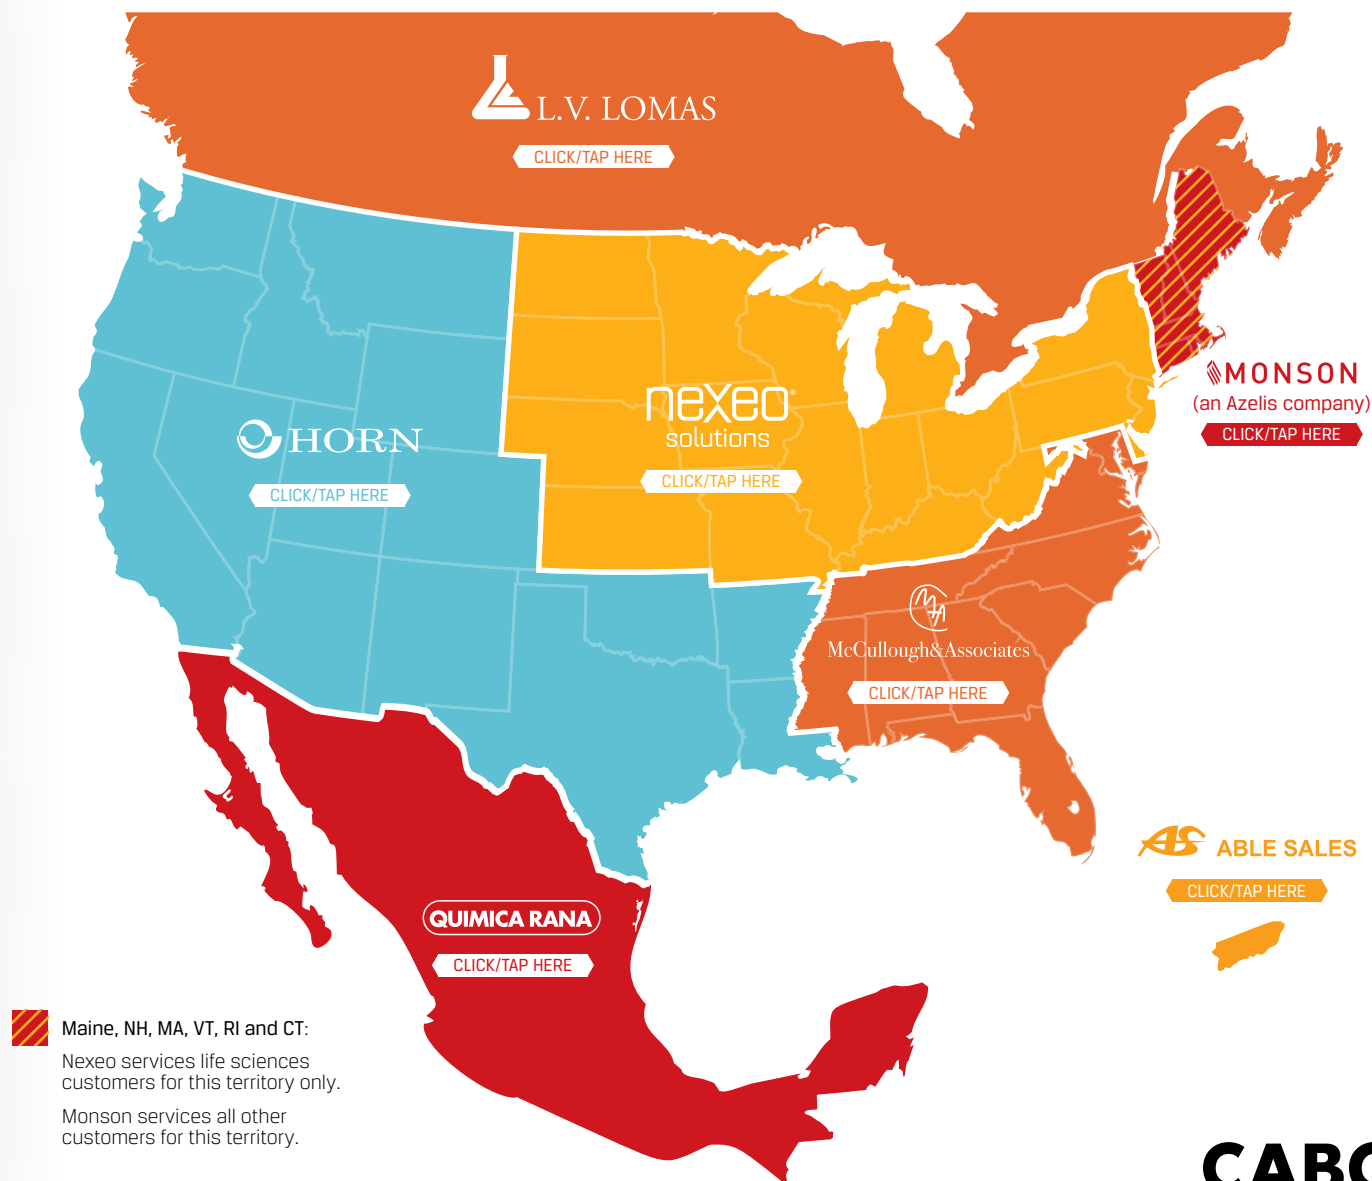 L.V. LOMAS
CLICK/TAP HERE
nexeo®
solutions
CLICK/TAP HERE
HORN
CLICK/TAP HERE
MONSON
(an Azelis company)
CLICK/TAP HERE
McCullough&Associates
CLICK/TAP HERE
AS ABLE SALES
CLICK/TAP HERE
QUIMICA RANA
CLICK/TAP HERE
Maine, NH, MA, VT, RI and CT:
Nexeo services life sciences
customers for this territory only.
Monson services all other
customers for this territory.